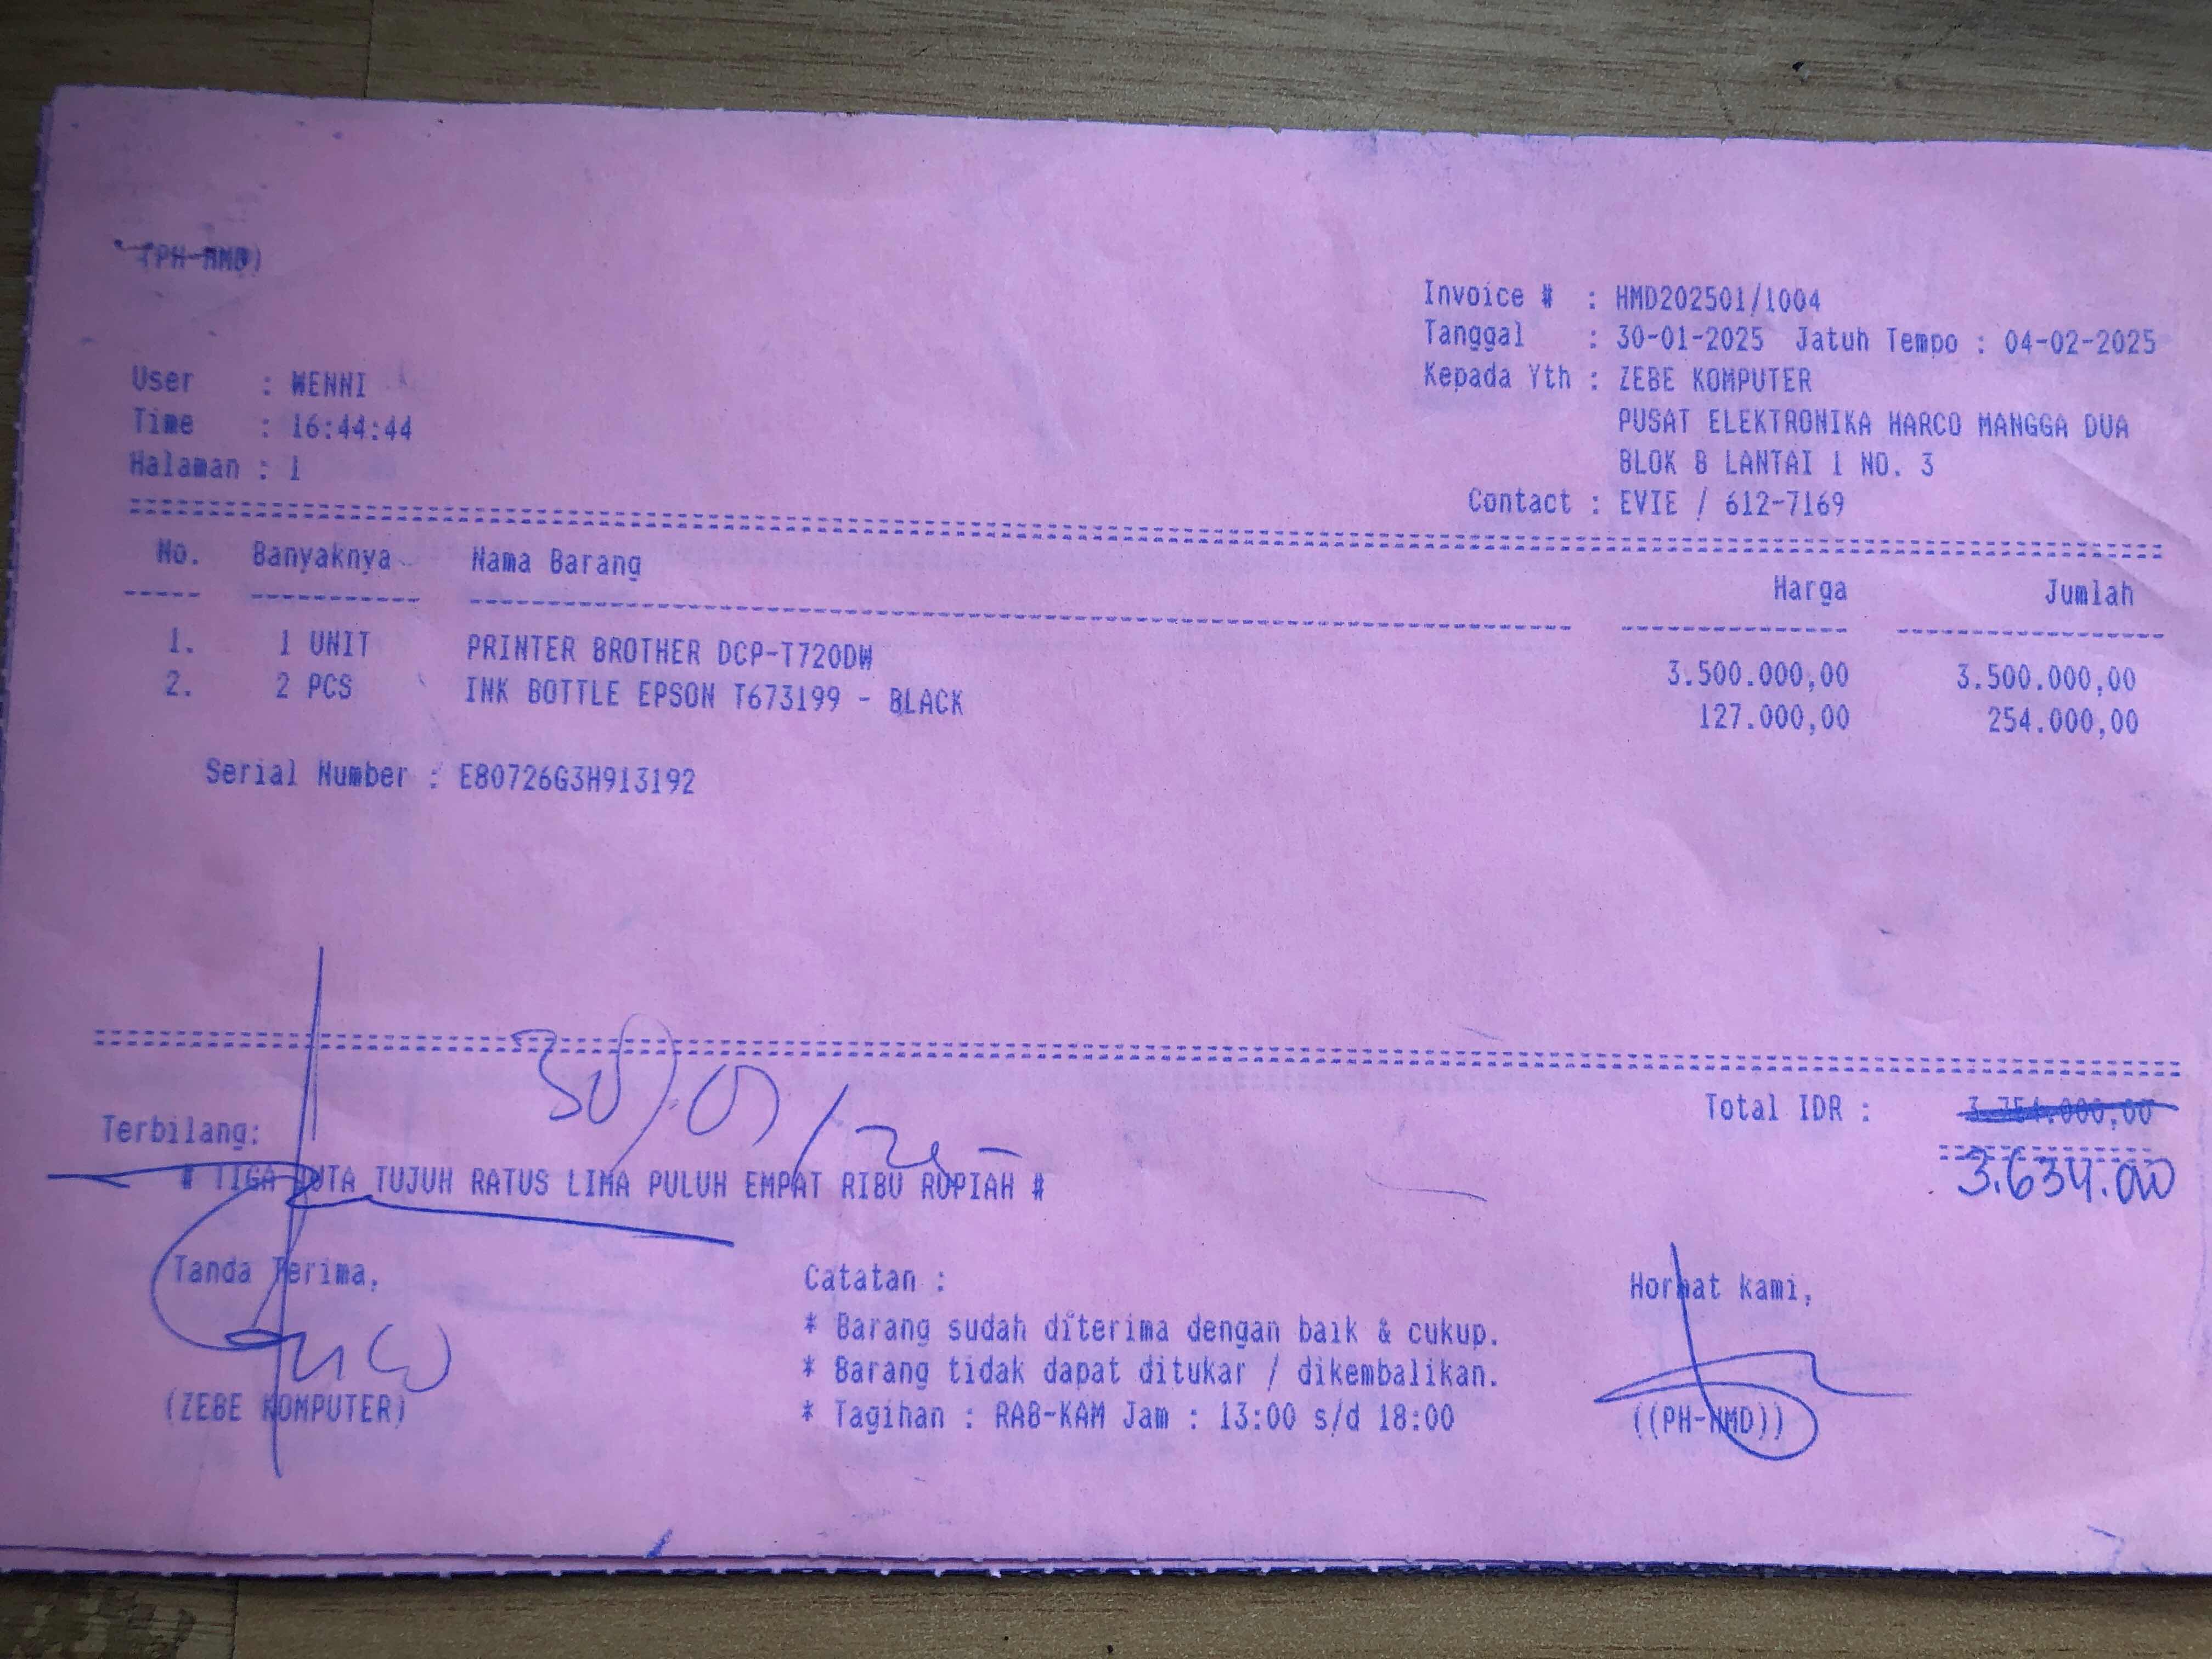 (PH-HMD)
Invoice # : HMD202501/1004
Tanggal : 30-01-2025 Jatuh Tempo : 04-02-2025
User : WENNI
Kepada Yth : ZEBE KOMPUTER
Time : 16:44:44
PUSAT ELEKTRONIKA HARCO MANGGA DUA
Halaman : 1
BLOK B LANTAI 1 NO. 3
Contact : EVIE / 612-7169
No. Banyaknya Nama Barang Harga Jumlah
1. 1 UNIT PRINTER BROTHER DCP-T720DW 3.500.000,00 3.500.000,00
2. 2 PCS INK BOTTLE EPSON T673199 - BLACK 127.000,00 254.000,00
Serial Number : E80726G3H913192
Total IDR : 3.754.000,00
3.634.000
Terbilang:
# TIGA JUTA TUJUH RATUS LIMA PULUH EMPAT RIBU RUPIAH #
Tanda Terima, Catatan : Hormat kami,
* Barang sudah diterima dengan baik & cukup.
* Barang tidak dapat ditukar / dikembalikan.
* Tagihan : RAB-KAM Jam : 13:00 s/d 18:00
(ZEBE KOMPUTER) ((PH-HMD))